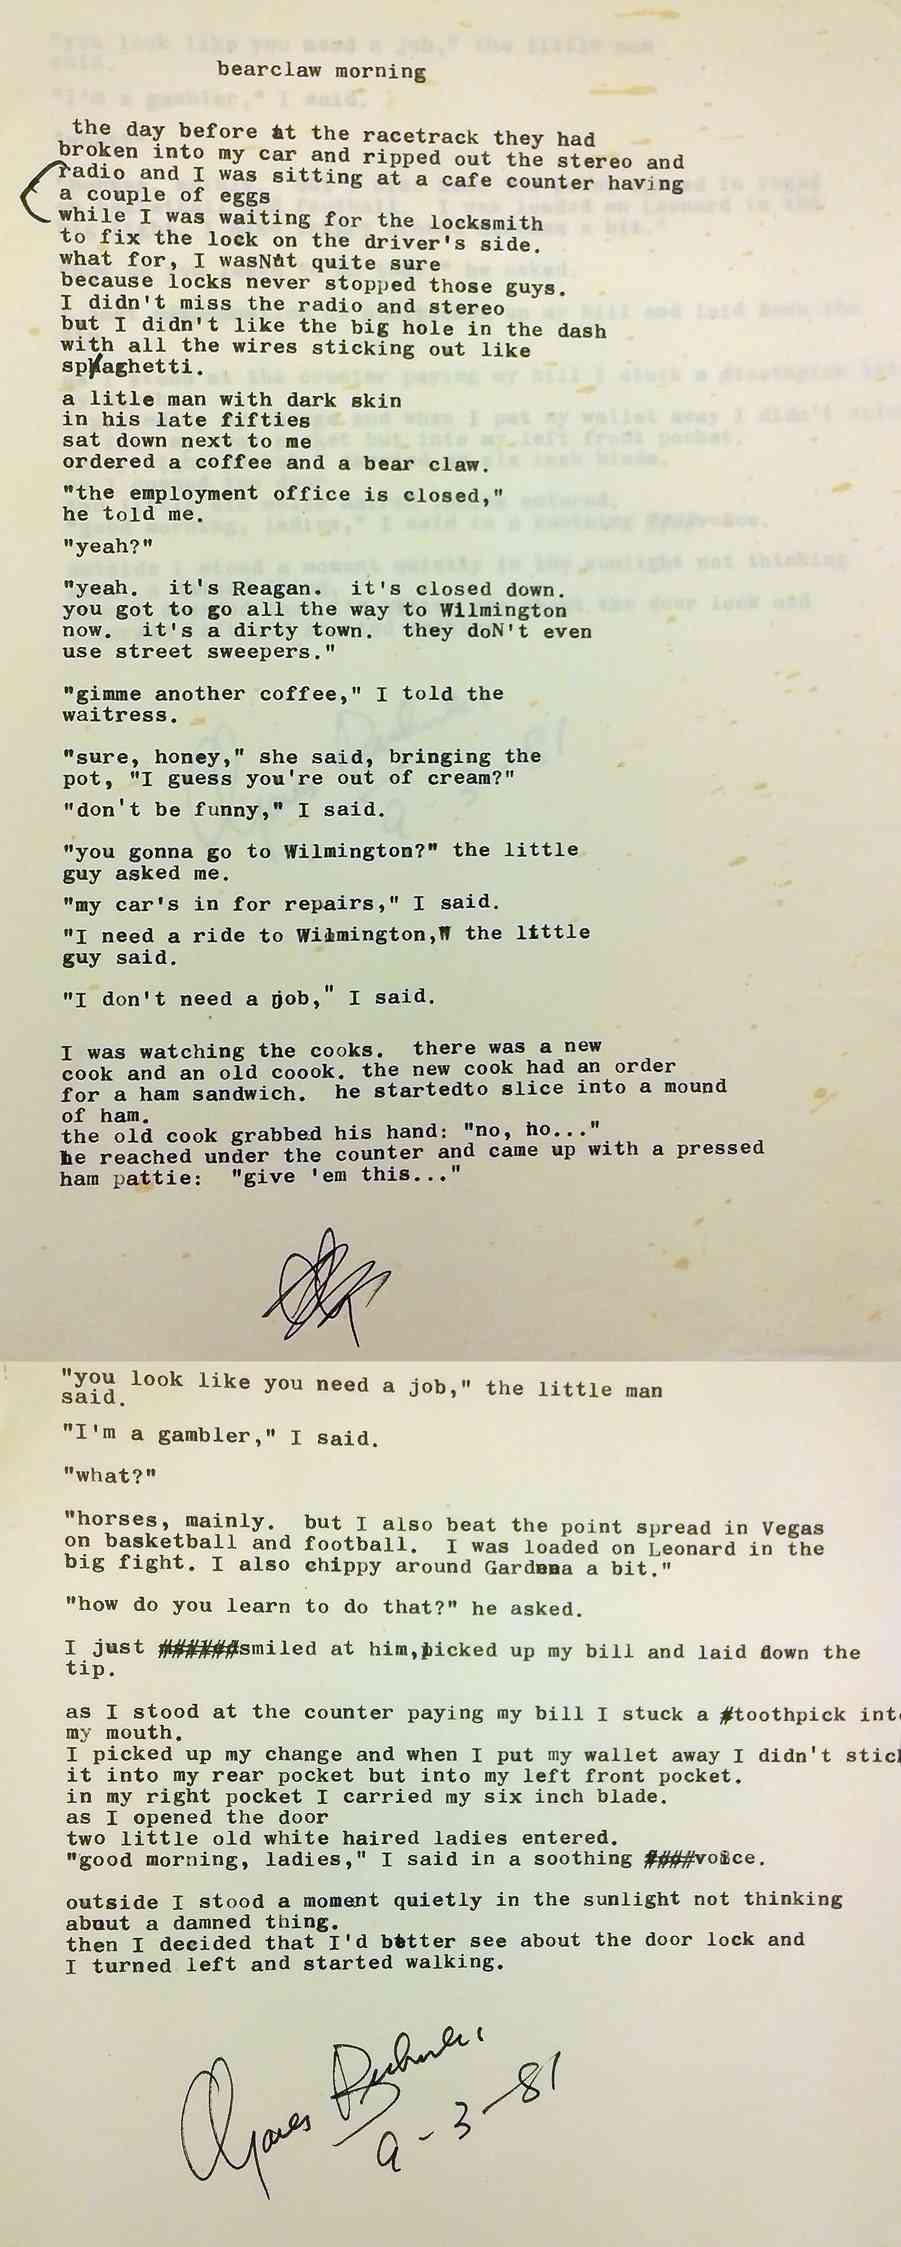 bearclaw morning
the day before at the racetrack they had
broken into my car and ripped out the stereo and
radio and I was sitting at a cafe counter having
a couple of eggs
while I was waiting for the locksmith
to fix the lock on the driver's side.
what for, I wasN't quite sure
because locks never stopped those guys.
I didn't miss the radio and stereo
but I didn't like the big hole in the dash
with all the wires sticking out like
spaghetti.
a litle man with dark skin
in his late fifties
sat down next to me
ordered a coffee and a bear claw.
"the employment office is closed,"
he told me.
"yeah?"
"yeah. it's Reagan. it's closed down.
you got to go all the way to Wilmington
now. it's a dirty town. they doN't even
use street sweepers."
"gimme another coffee," I told the
waitress.
"sure, honey," she said, bringing the
pot, "I guess you're out of cream?"
"don't be funny," I said.
"you gonna go to Wilmington?" the little
guy asked me.
"my car's in for repairs," I said.
"I need a ride to Wilmington," the little
guy said.
"I don't need a job," I said.
I was watching the cooks. there was a new
cook and an old coook. the new cook had an order
for a ham sandwich. he startedto slice into a mound
of ham.
the old cook grabbed his hand: "no, no..."
he reached under the counter and came up with a pressed
ham pattie: "give 'em this..."
"you look like you need a job," the little man
said.
"I'm a gambler," I said.
"what?"
"horses, mainly. but I also beat the point spread in Vegas
on basketball and football. I was loaded on Leonard in the
big fight. I also chippy around Gardena a bit."
"how do you learn to do that?" he asked.
I just ######smiled at him,picked up my bill and laid down the
tip.
as I stood at the counter paying my bill I stuck a #toothpick into
my mouth.
I picked up my change and when I put my wallet away I didn't stick
it into my rear pocket but into my left front pocket.
in my right pocket I carried my six inch blade.
as I opened the door
two little old white haired ladies entered.
"good morning, ladies," I said in a soothing ####voice.
outside I stood a moment quietly in the sunlight not thinking
about a damned thing.
then I decided that I'd better see about the door lock and
I turned left and started walking.
Charles Bukowski
9-3-81